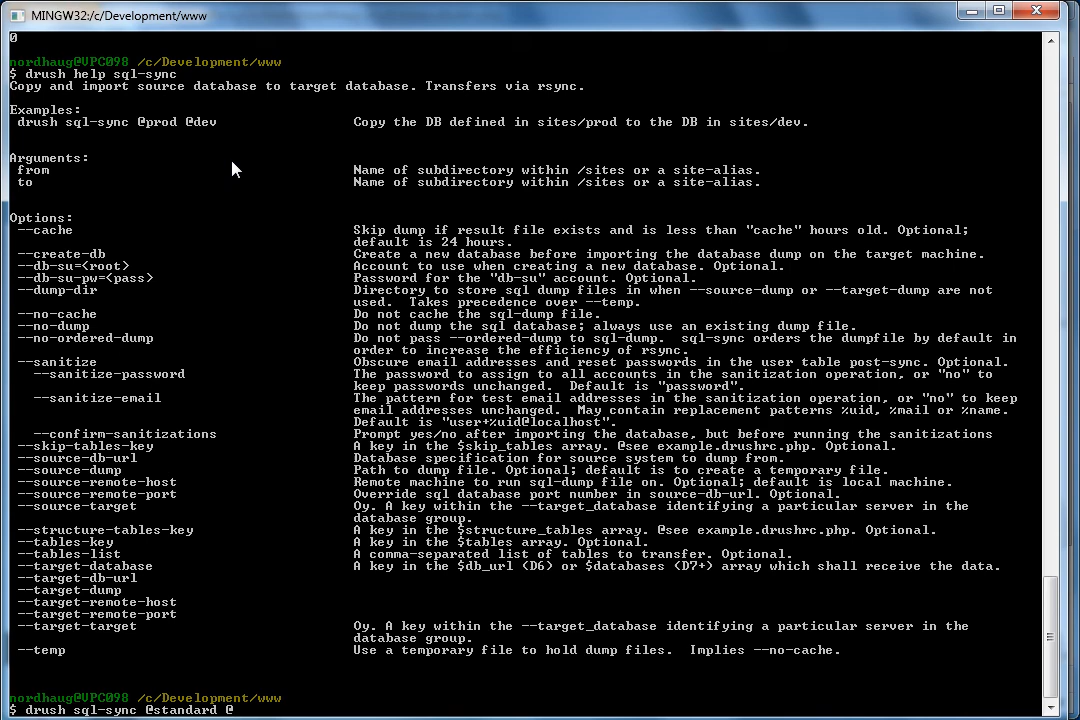 MINGW32:/c/Development/www
0
nordhaug@VPC098 /c/Development/www
$ drush help sql-sync
Copy and import source database to target database. Transfers via rsync.
Examples:
drush sql-sync @prod @dev Copy the DB defined in sites/prod to the DB in sites/dev.
Arguments:
from Name of subdirectory within /sites or a site-alias.
to Name of subdirectory within /sites or a site-alias.
Options:
--cache Skip dump if result file exists and is less than "cache" hours old. Optional;
default is 24 hours.
--create-db Create a new database before importing the database dump on the target machine.
--db-su=<root> Account to use when creating a new database. Optional.
--db-su-pw=<pass> Password for the "db-su" account. Optional.
--dump-dir Directory to store sql dump files in when --source-dump or --target-dump are not
used. Takes precedence over --temp.
--no-cache Do not cache the sql-dump file.
--no-dump Do not dump the sql database; always use an existing dump file.
--no-ordered-dump Do not pass --ordered-dump to sql-dump. sql-sync orders the dumpfile by default in
order to increase the efficiency of rsync.
--sanitize Obscure email addresses and reset passwords in the user table post-sync. Optional.
--sanitize-password The password to assign to all accounts in the sanitization operation, or "no" to
keep passwords unchanged. Default is "password".
--sanitize-email The pattern for test email addresses in the sanitization operation, or "no" to keep
email addresses unchanged. May contain replacement patterns %uid, %mail or %name.
Default is "user+%uid@localhost".
--confirm-sanitizations Prompt yes/no after importing the database, but before running the sanitizations
--skip-tables-key A key in the $skip_tables array. @see example.drushrc.php. Optional.
--source-db-url Database specification for source system to dump from.
--source-dump Path to dump file. Optional; default is to create a temporary file.
--source-remote-host Remote machine to run sql-dump file on. Optional; default is local machine.
--source-remote-port Override sql database port number in source-db-url. Optional.
--source-target Oy. A key within the --target_database identifying a particular server in the
database group.
--structure-tables-key A key in the $structure_tables array. @see example.drushrc.php. Optional.
--tables-key A key in the $tables array. Optional.
--tables-list A comma-separated list of tables to transfer. Optional.
--target-database A key in the $db_url (D6) or $databases (D7+) array which shall receive the data.
--target-db-url
--target-dump
--target-remote-host
--target-remote-port
--target-target Oy. A key within the --target_database identifying a particular server in the
database group.
--temp Use a temporary file to hold dump files. Implies --no-cache.
nordhaug@VPC098 /c/Development/www
$ drush sql-sync @standard @